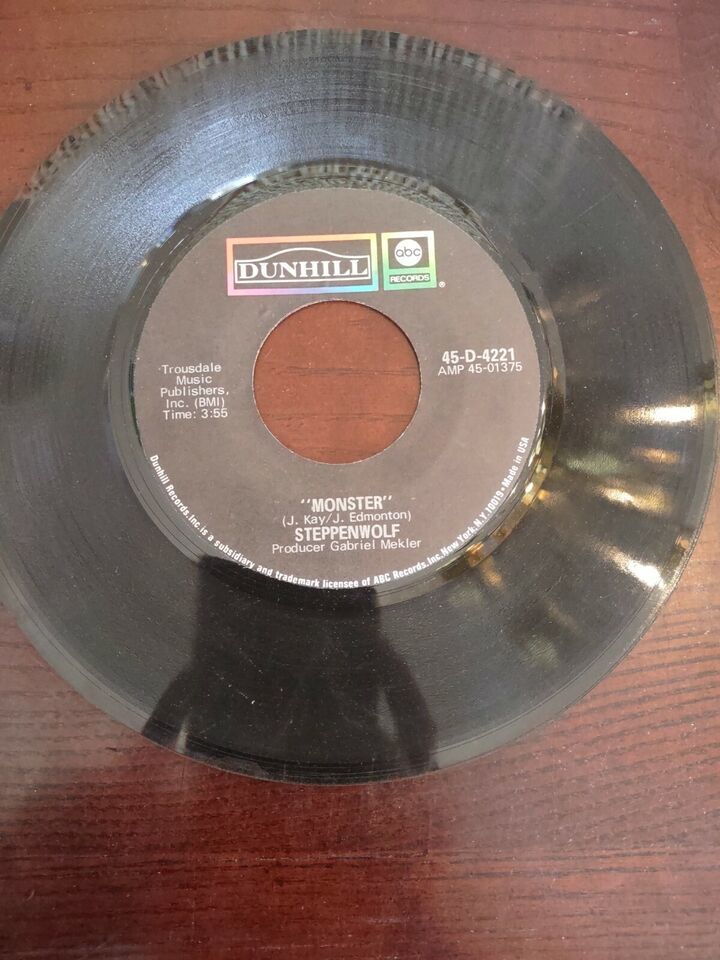 DUNHILL
abc
RECORDS
®
45-D-4221
AMP 45-01375
Trousdale
Music
Publishers,
Inc. (BMI)
Time: 3:55
"MONSTER"
(J. Kay/J. Edmonton)
STEPPENWOLF
Producer Gabriel Mekler
Dunhill Records, Inc. is a subsidiary and trademark licensee of ABC Records, Inc. New York, N.Y. 10019 • Made in USA